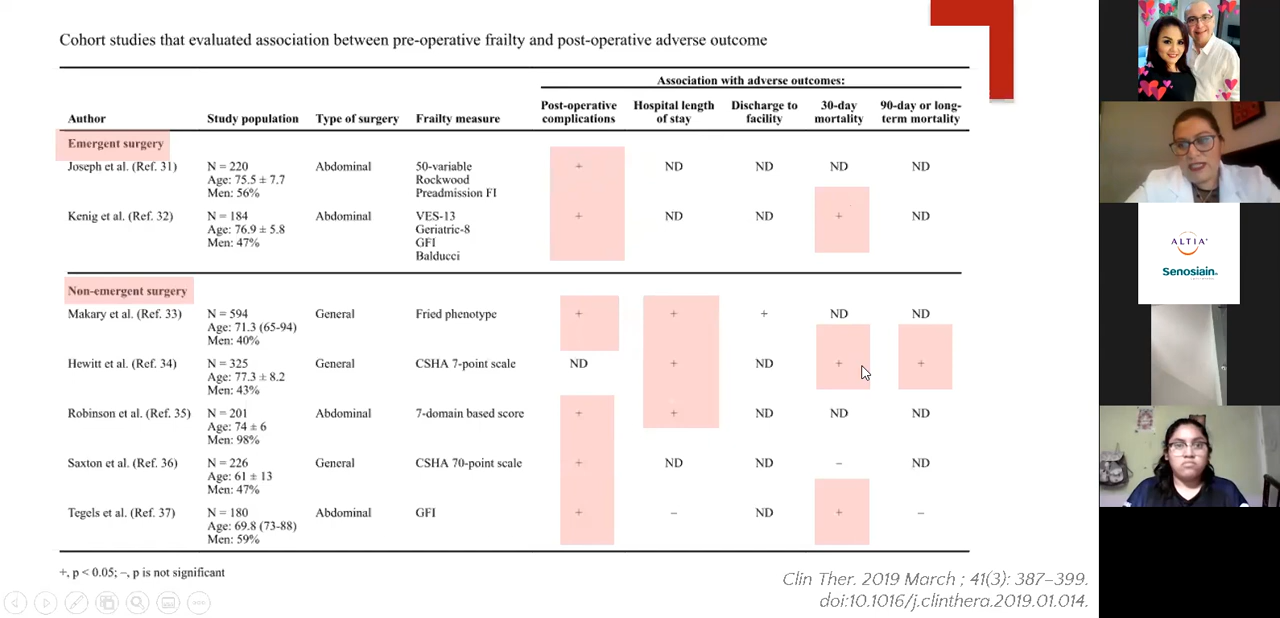 Cohort studies that evaluated association between pre-operative frailty and post-operative adverse outcome
Association with adverse outcomes:
Author Study population Type of surgery Frailty measure Post-operative complications Hospital length of stay Discharge to facility 30-day mortality 90-day or long-term mortality
Emergent surgery
Joseph et al. (Ref. 31) N = 220 Abdominal 50-variable + ND ND ND ND
Age: 75.5 ± 7.7 Rockwood
Men: 56% Preadmission FI
Kenig et al. (Ref. 32) N = 184 Abdominal VES-13 + ND ND + ND
Age: 76.9 ± 5.8 Geriatric-8
Men: 47% GFI
Balducci
Non-emergent surgery
Makary et al. (Ref. 33) N = 594 General Fried phenotype + + + ND ND
Age: 71.3 (65-94)
Men: 40%
Hewitt et al. (Ref. 34) N = 325 General CSHA 7-point scale ND + ND + +
Age: 77.3 ± 8.2
Men: 43%
Robinson et al. (Ref. 35) N = 201 Abdominal 7-domain based score + + ND ND ND
Age: 74 ± 6
Men: 98%
Saxton et al. (Ref. 36) N = 226 General CSHA 70-point scale + ND ND – ND
Age: 61 ± 13
Men: 47%
Tegels et al. (Ref. 37) N = 180 Abdominal GFI + – ND + –
Age: 69.8 (73-88)
Men: 59%
+, p < 0.05; –, p is not significant
Clin Ther. 2019 March ; 41(3): 387–399.
doi:10.1016/j.clinthera.2019.01.014.
ALTIA
Senosiain